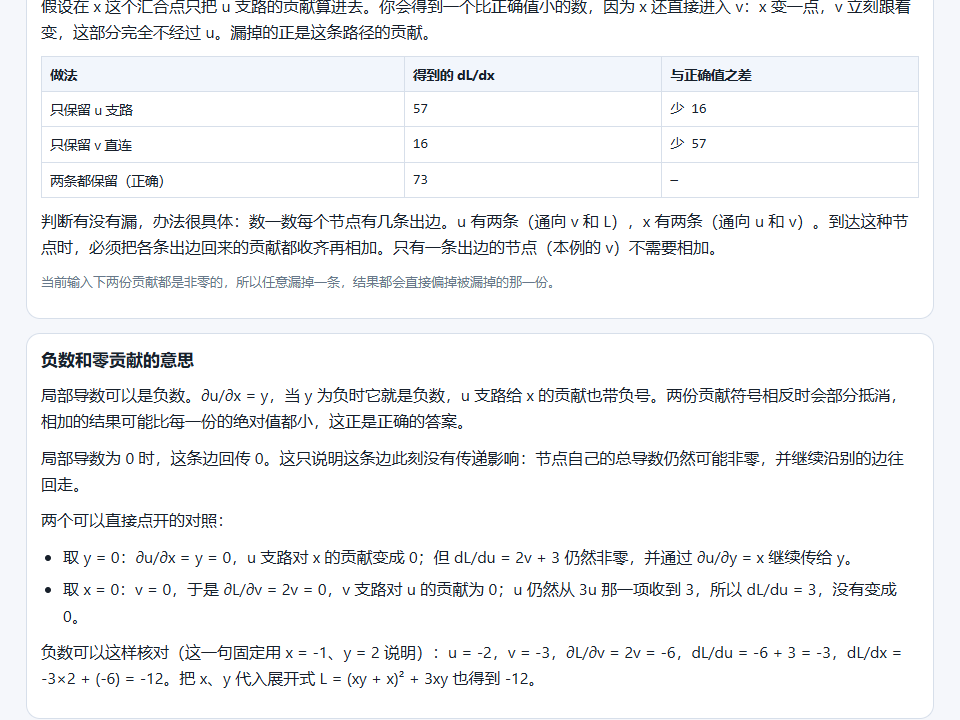 假设在 x 这个汇合点只把 u 支路的贡献算进去。你会得到一个比正确值小的数，因为 x 还直接进入 v：x 变一点，v 立刻跟着
变，这部分完全不经过 u。漏掉的正是这条路径的贡献。
做法 得到的 dL/dx 与正确值之差
只保留 u 支路 57 少 16
只保留 v 直连 16 少 57
两条都保留（正确） 73 –
判断有没有漏，办法很具体：数一数每个节点有几条出边。u 有两条（通向 v 和 L），x 有两条（通向 u 和 v）。到达这种节
点时，必须把各条出边回来的贡献都收齐再相加。只有一条出边的节点（本例的 v）不需要相加。
当前输入下两份贡献都是非零的，所以任意漏掉一条，结果都会直接偏掉被漏掉的那一份。
负数和零贡献的意思
局部导数可以是负数。∂u/∂x = y，当 y 为负时它就是负数，u 支路给 x 的贡献也带负号。两份贡献符号相反时会部分抵消，
相加的结果可能比每一份的绝对值都小，这正是正确的答案。
局部导数为 0 时，这条边回传 0。这只说明这条边此刻没有传递影响：节点自己的总导数仍然可能非零，并继续沿别的边往
回走。
两个可以直接点开的对照：
• 取 y = 0：∂u/∂x = y = 0，u 支路对 x 的贡献变成 0；但 dL/du = 2v + 3 仍然非零，并通过 ∂u/∂y = x 继续传给 y。
• 取 x = 0：v = 0，于是 ∂L/∂v = 2v = 0，v 支路对 u 的贡献为 0；u 仍然从 3u 那一项收到 3，所以 dL/du = 3，没有变成
0。
负数可以这样核对（这一句固定用 x = -1、y = 2 说明）：u = -2，v = -3，∂L/∂v = 2v = -6，dL/du = -6 + 3 = -3，dL/dx =
-3×2 + (-6) = -12。把 x、y 代入展开式 L = (xy + x)² + 3xy 也得到 -12。